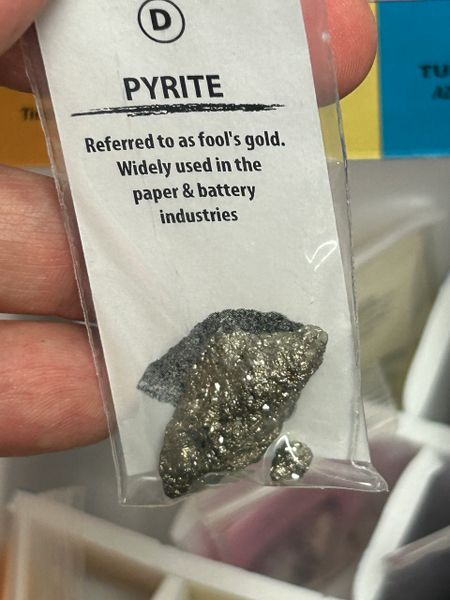 D
PYRITE
Referred to as fool's gold.
Widely used in the
paper & battery
industries